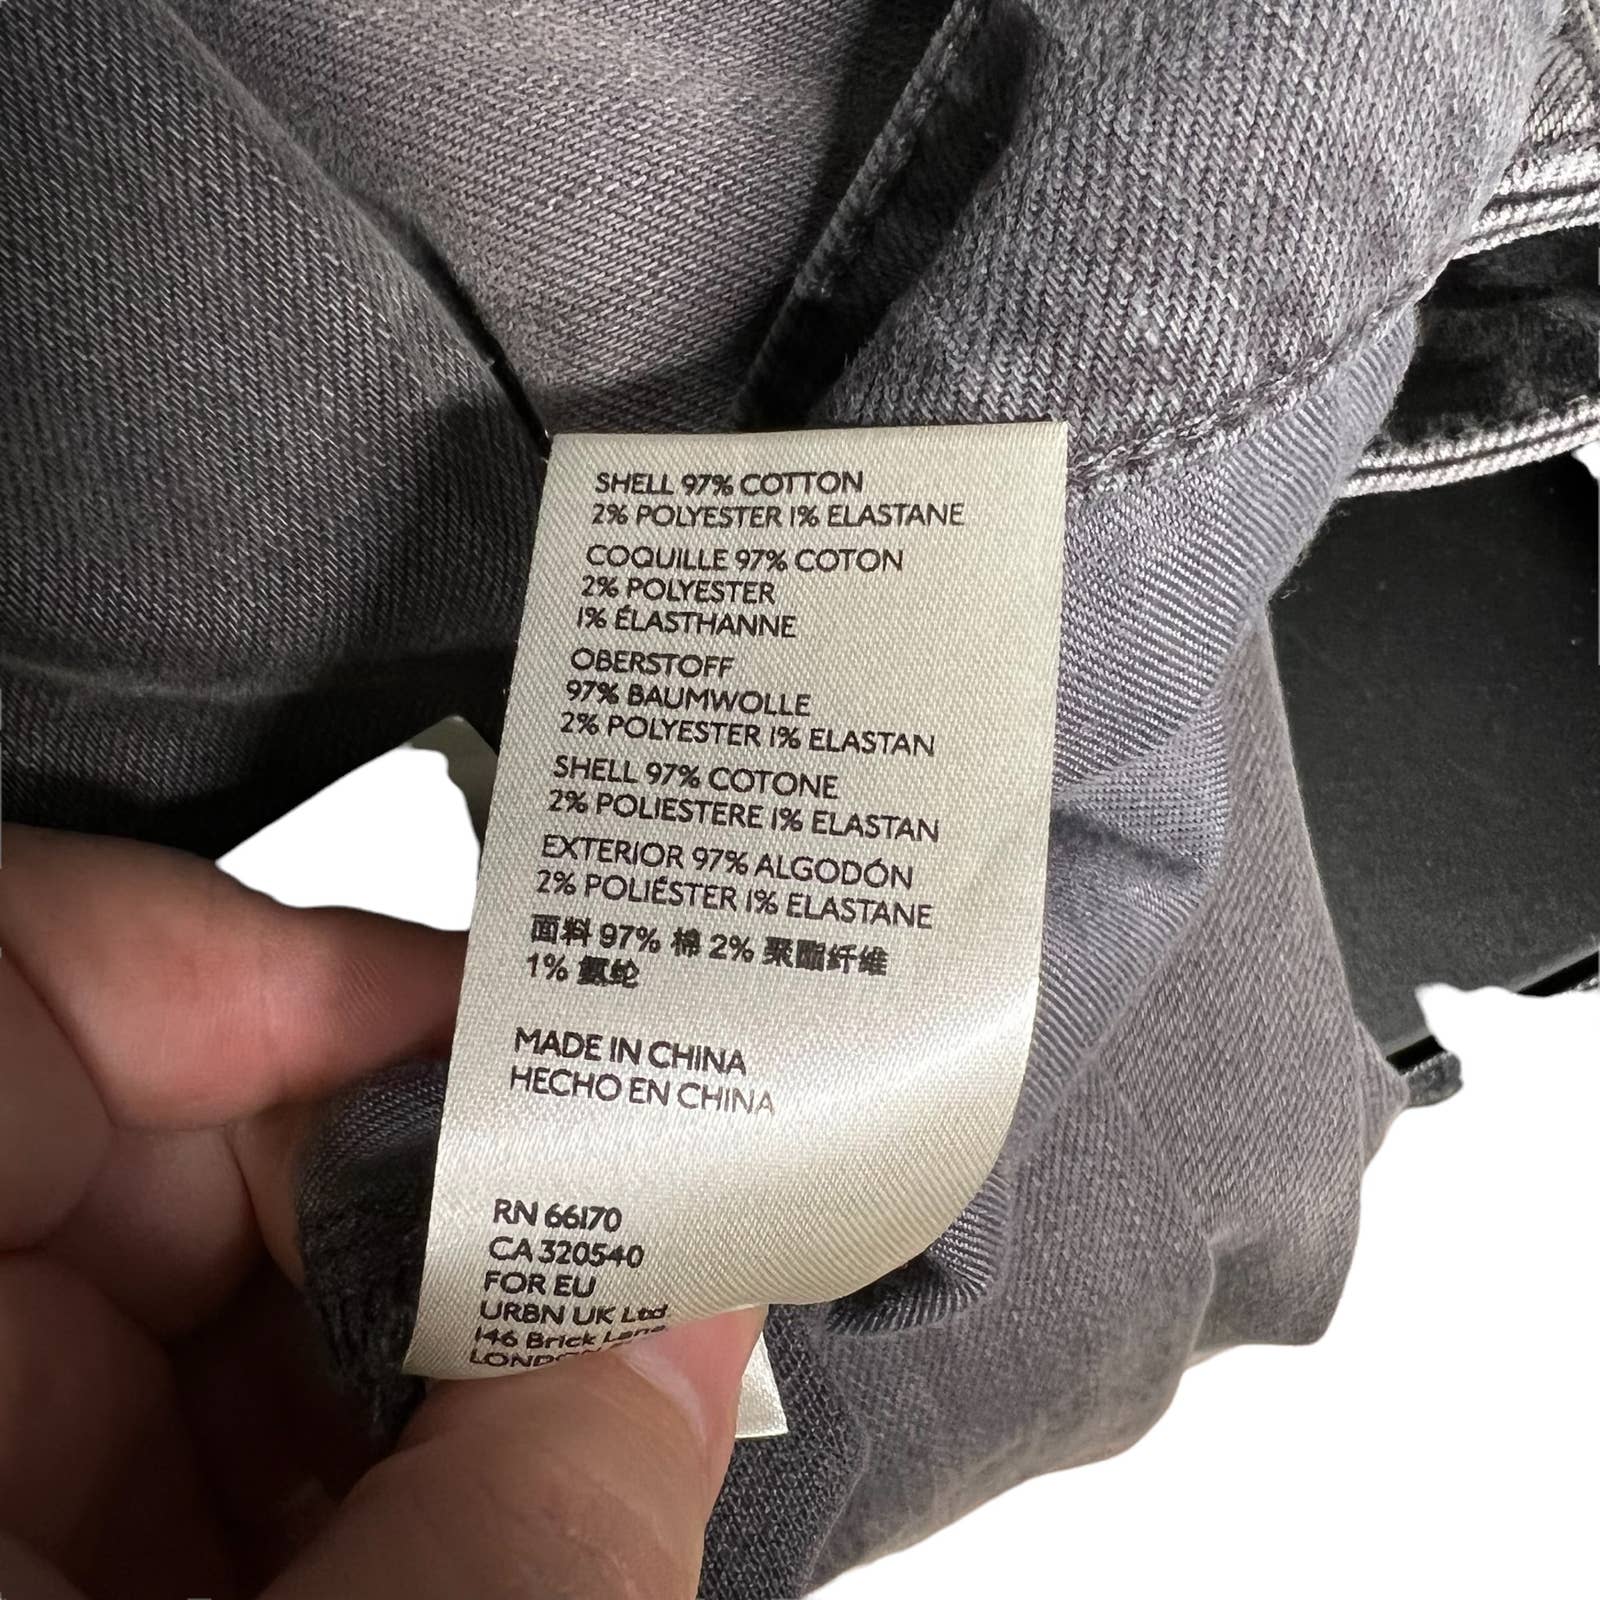 SHELL 97% COTTON
2% POLYESTER 1% ELASTANE
COQUILLE 97% COTON
2% POLYESTER
1% ÉLASTHANNE
OBERSTOFF
97% BAUMWOLLE
2% POLYESTER 1% ELASTAN
SHELL 97% COTONE
2% POLIESTERE 1% ELASTAN
EXTERIOR 97% ALGODÓN
2% POLIÉSTER 1% ELASTANE
面料 97% 棉 2% 聚酯纤维
1% 氨纶
MADE IN CHINA
HECHO EN CHINA
RN 66170
CA 320540
FOR EU
URBN UK Ltd
146 Brick Lane